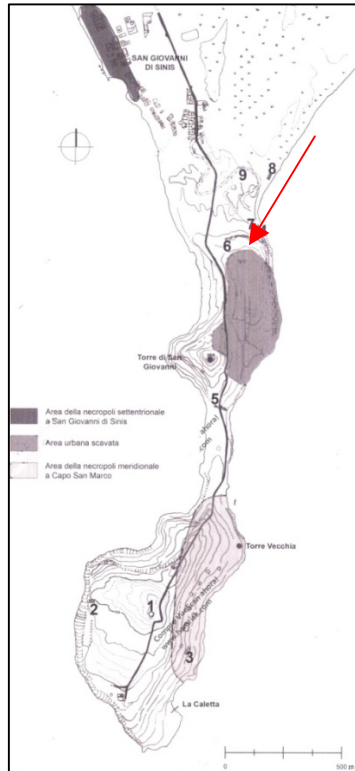 SAN GIOVANNI
DI SINIS
9
8
7
6
Torre di San
Giovanni
5
Area della necropoli settentrionale
a San Giovanni di Sinis
Area urbana scavata
Area della necropoli meridionale
a Capo San Marco
Torre Vecchia
2
1
3
La Caletta
0
500 m